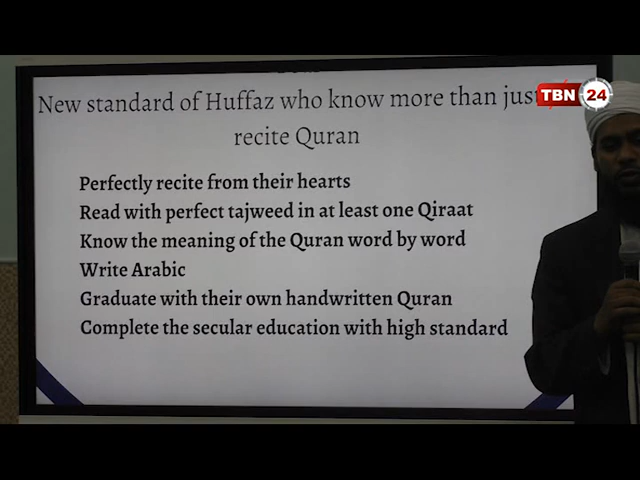 TBN 24
New standard of Huffaz who know more than just
recite Quran
Perfectly recite from their hearts
Read with perfect tajweed in at least one Qiraat
Know the meaning of the Quran word by word
Write Arabic
Graduate with their own handwritten Quran
Complete the secular education with high standard